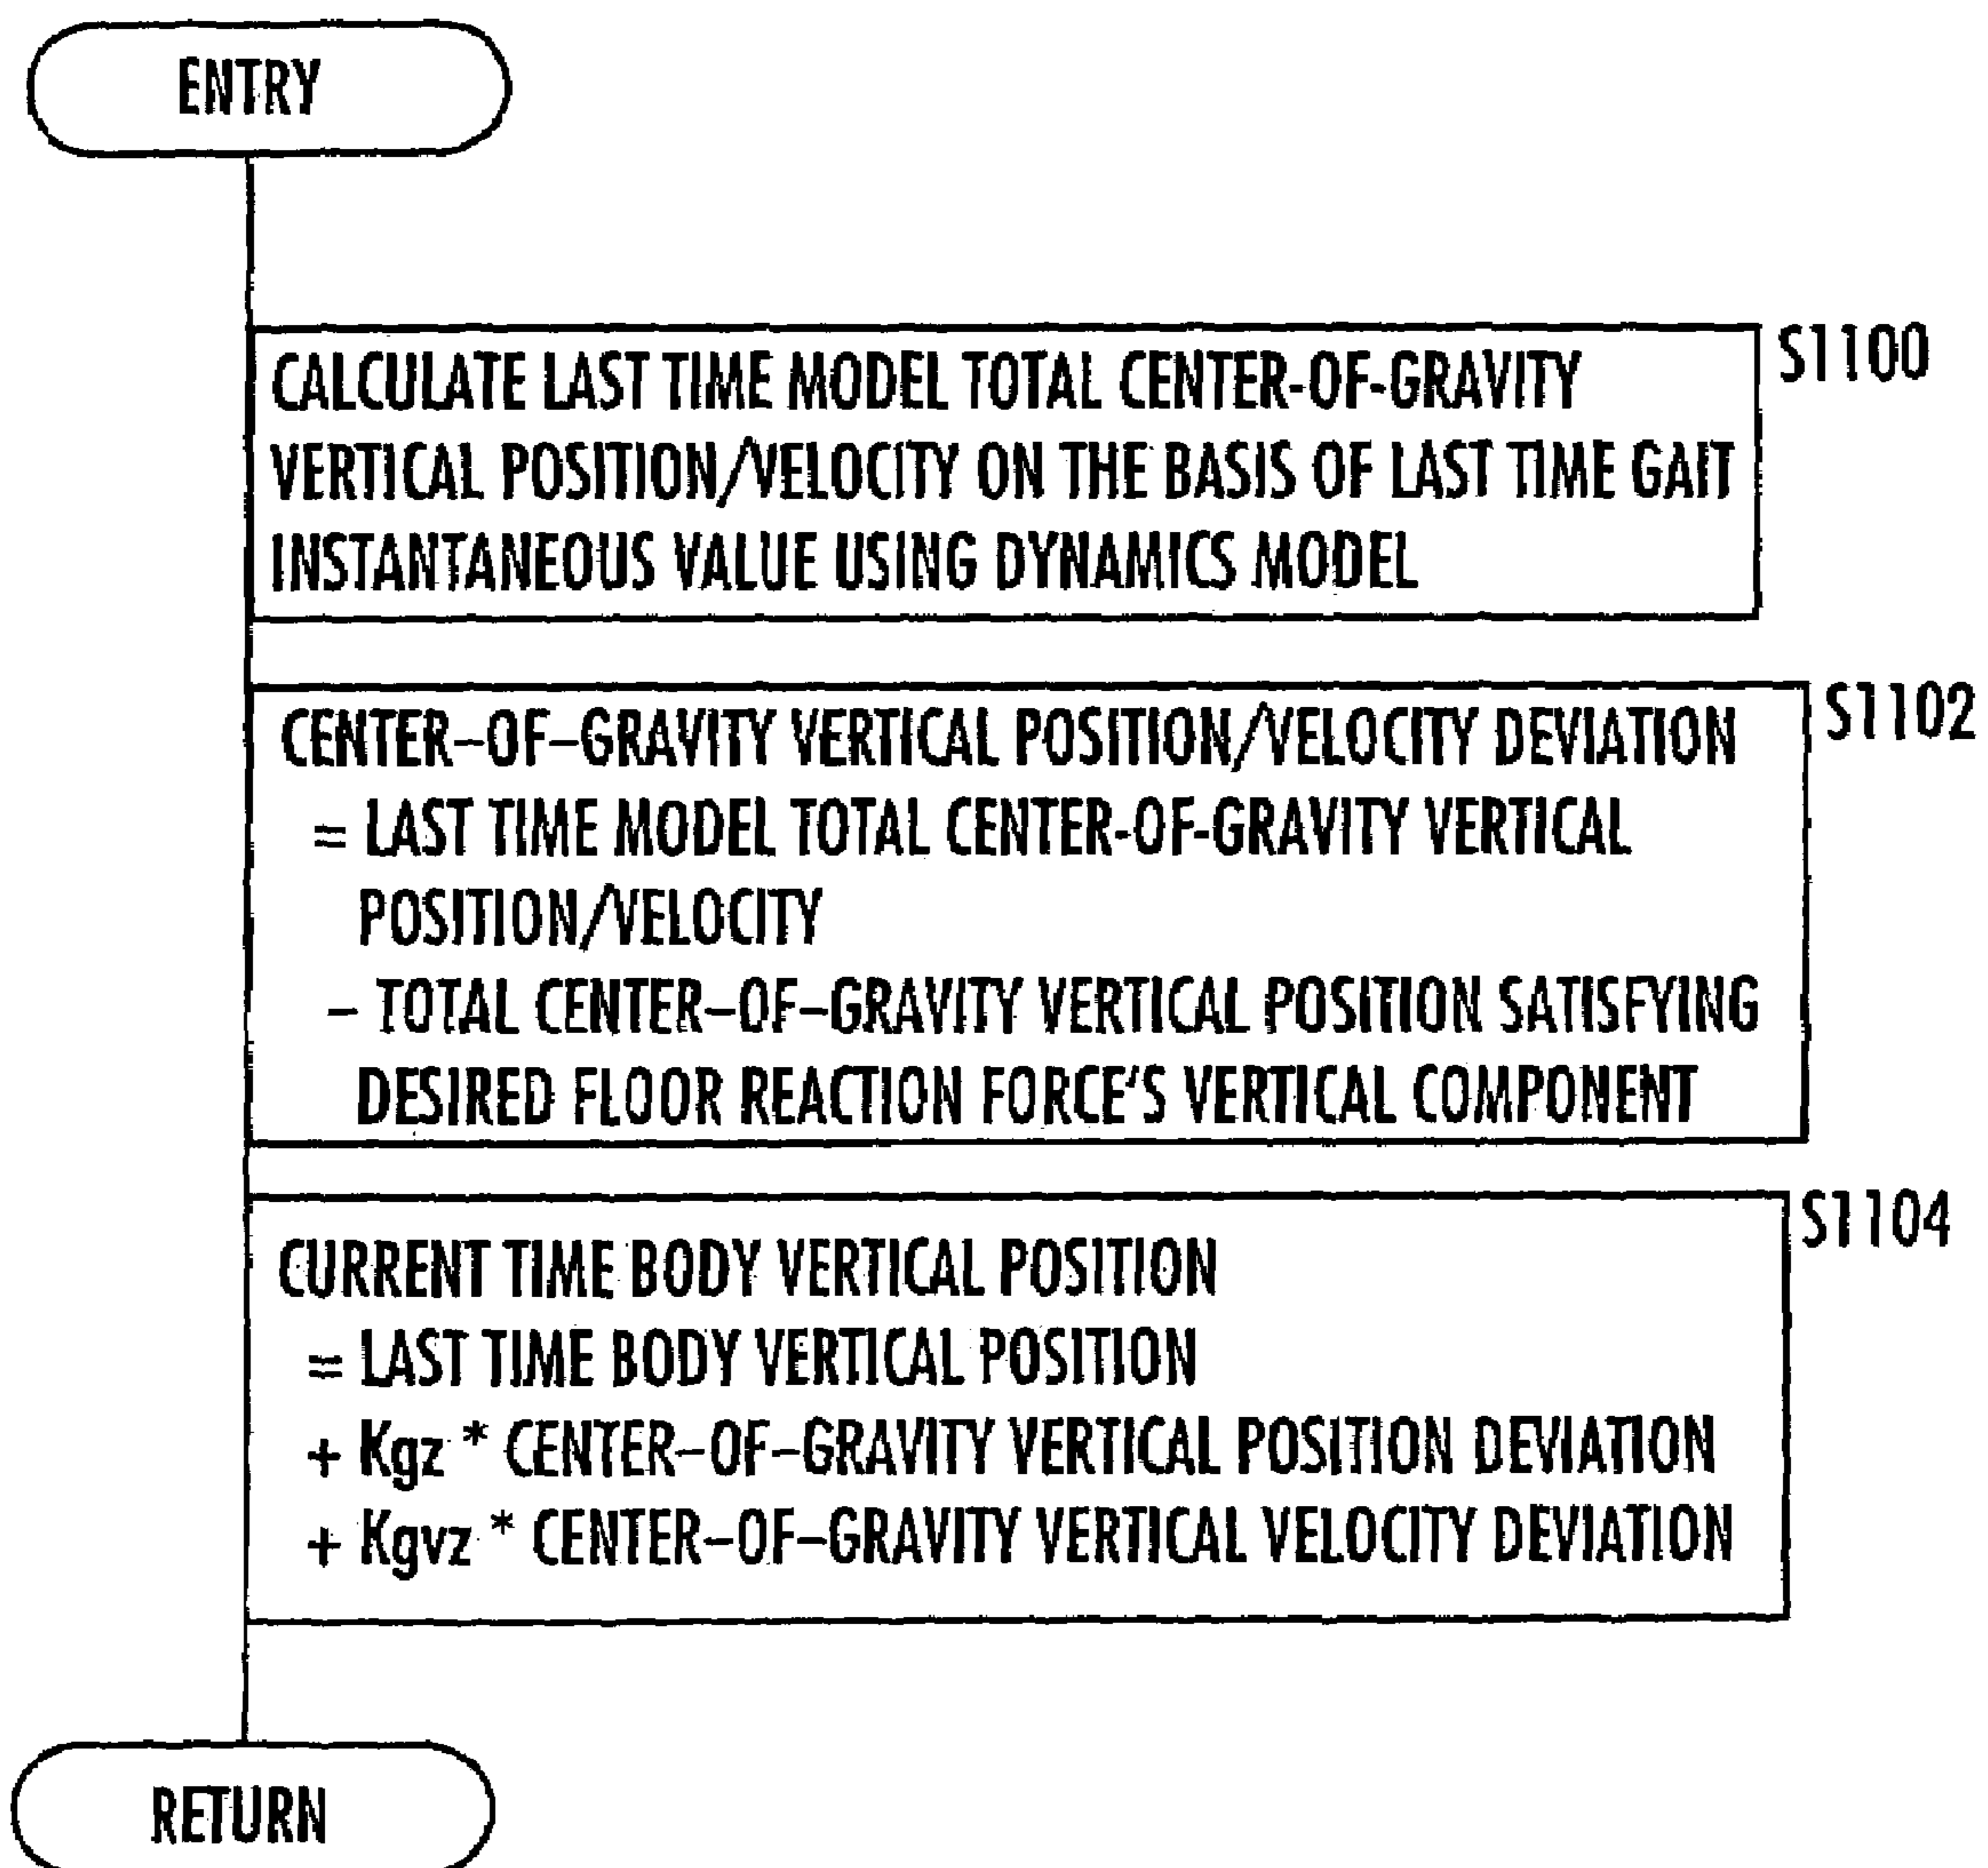 ENTRY
CALCULATE LAST TIME MODEL TOTAL CENTER-OF-GRAVITY
VERTICAL POSITION/VELOCITY ON THE BASIS OF LAST TIME GAIT
INSTANTANEOUS VALUE USING DYNAMICS MODEL
S1100
CENTER-OF-GRAVITY VERTICAL POSITION/VELOCITY DEVIATION
= LAST TIME MODEL TOTAL CENTER-OF-GRAVITY VERTICAL
POSITION/VELOCITY
- TOTAL CENTER-OF-GRAVITY VERTICAL POSITION SATISFYING
DESIRED FLOOR REACTION FORCE'S VERTICAL COMPONENT
S1102
CURRENT TIME BODY VERTICAL POSITION
= LAST TIME BODY VERTICAL POSITION
+ Kgz * CENTER-OF-GRAVITY VERTICAL POSITION DEVIATION
+ Kgvz * CENTER-OF-GRAVITY VERTICAL VELOCITY DEVIATION
S1104
RETURN